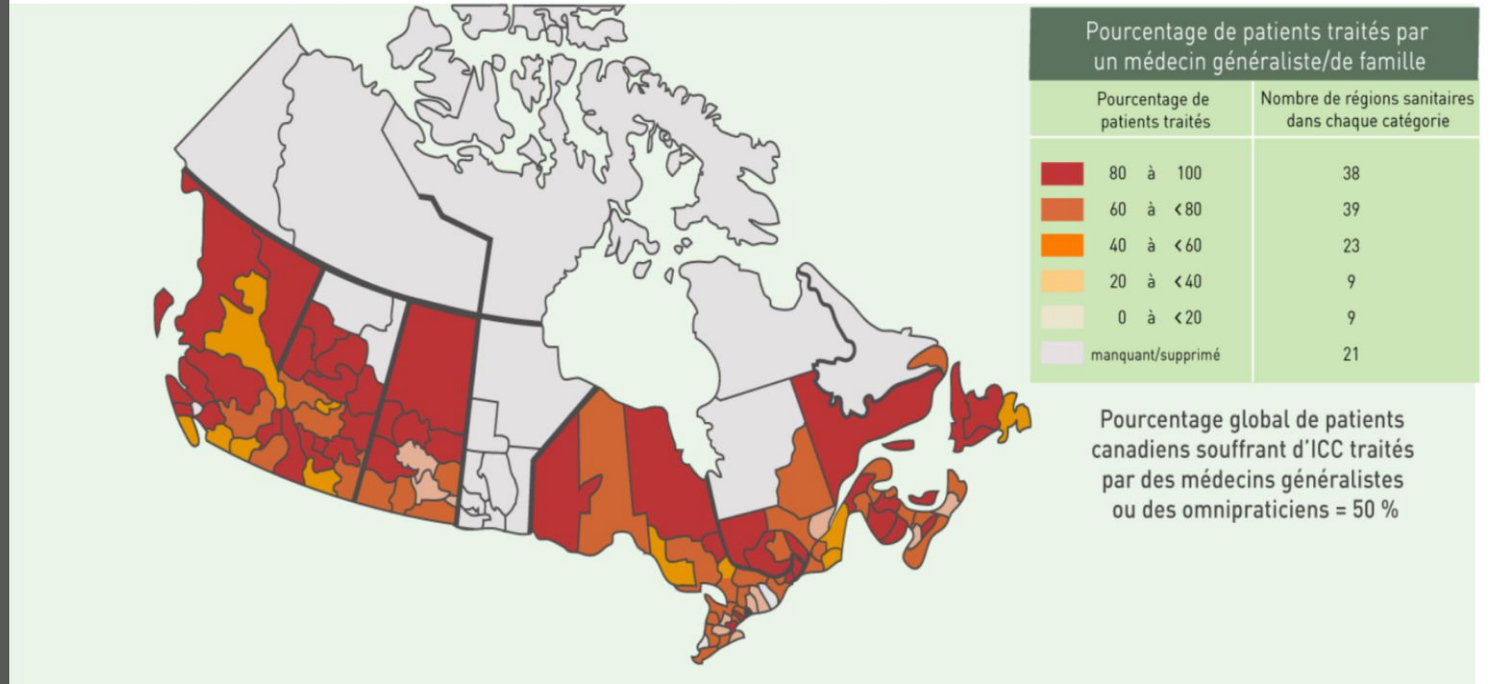 Pourcentage de patients traités par
un médecin généraliste/de famille
Pourcentage de
patients traités
Nombre de régions sanitaires
dans chaque catégorie
80 à 100 38
60 à <80 39
40 à <60 23
20 à <40 9
0 à <20 9
manquant/supprimé 21
Pourcentage global de patients
canadiens souffrant d'ICC traités
par des médecins généralistes
ou des omnipraticiens = 50 %